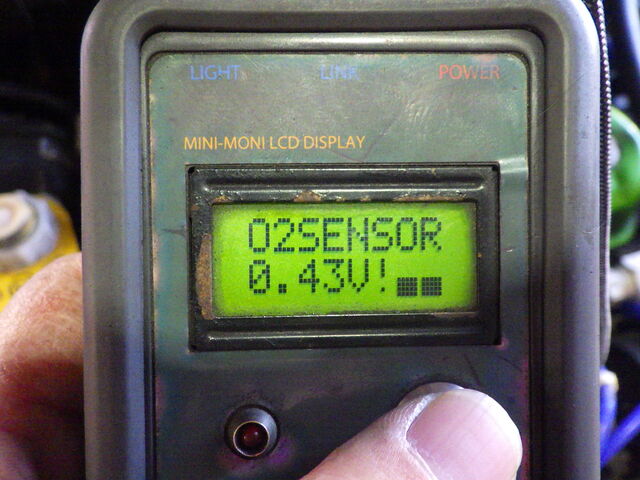 LIGHT LINK POWER
MINI-MONI LCD DISPLAY
O2SENSOR
0.43V!